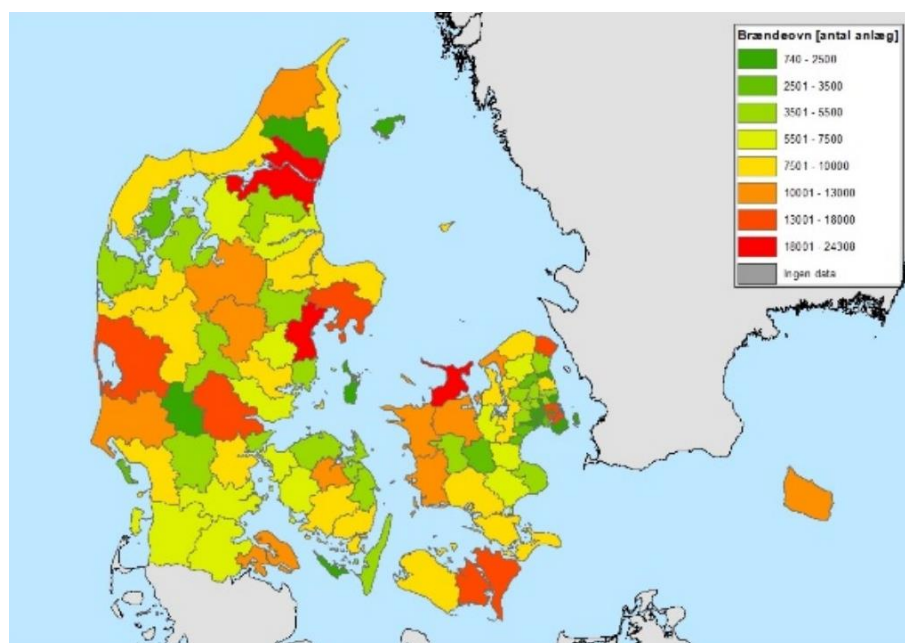 Brændeovn [antal anlæg]
740 - 2500
2501 - 3500
3501 - 5500
5501 - 7500
7501 - 10000
10001 - 13000
13001 - 18000
18001 - 24300
Ingen data